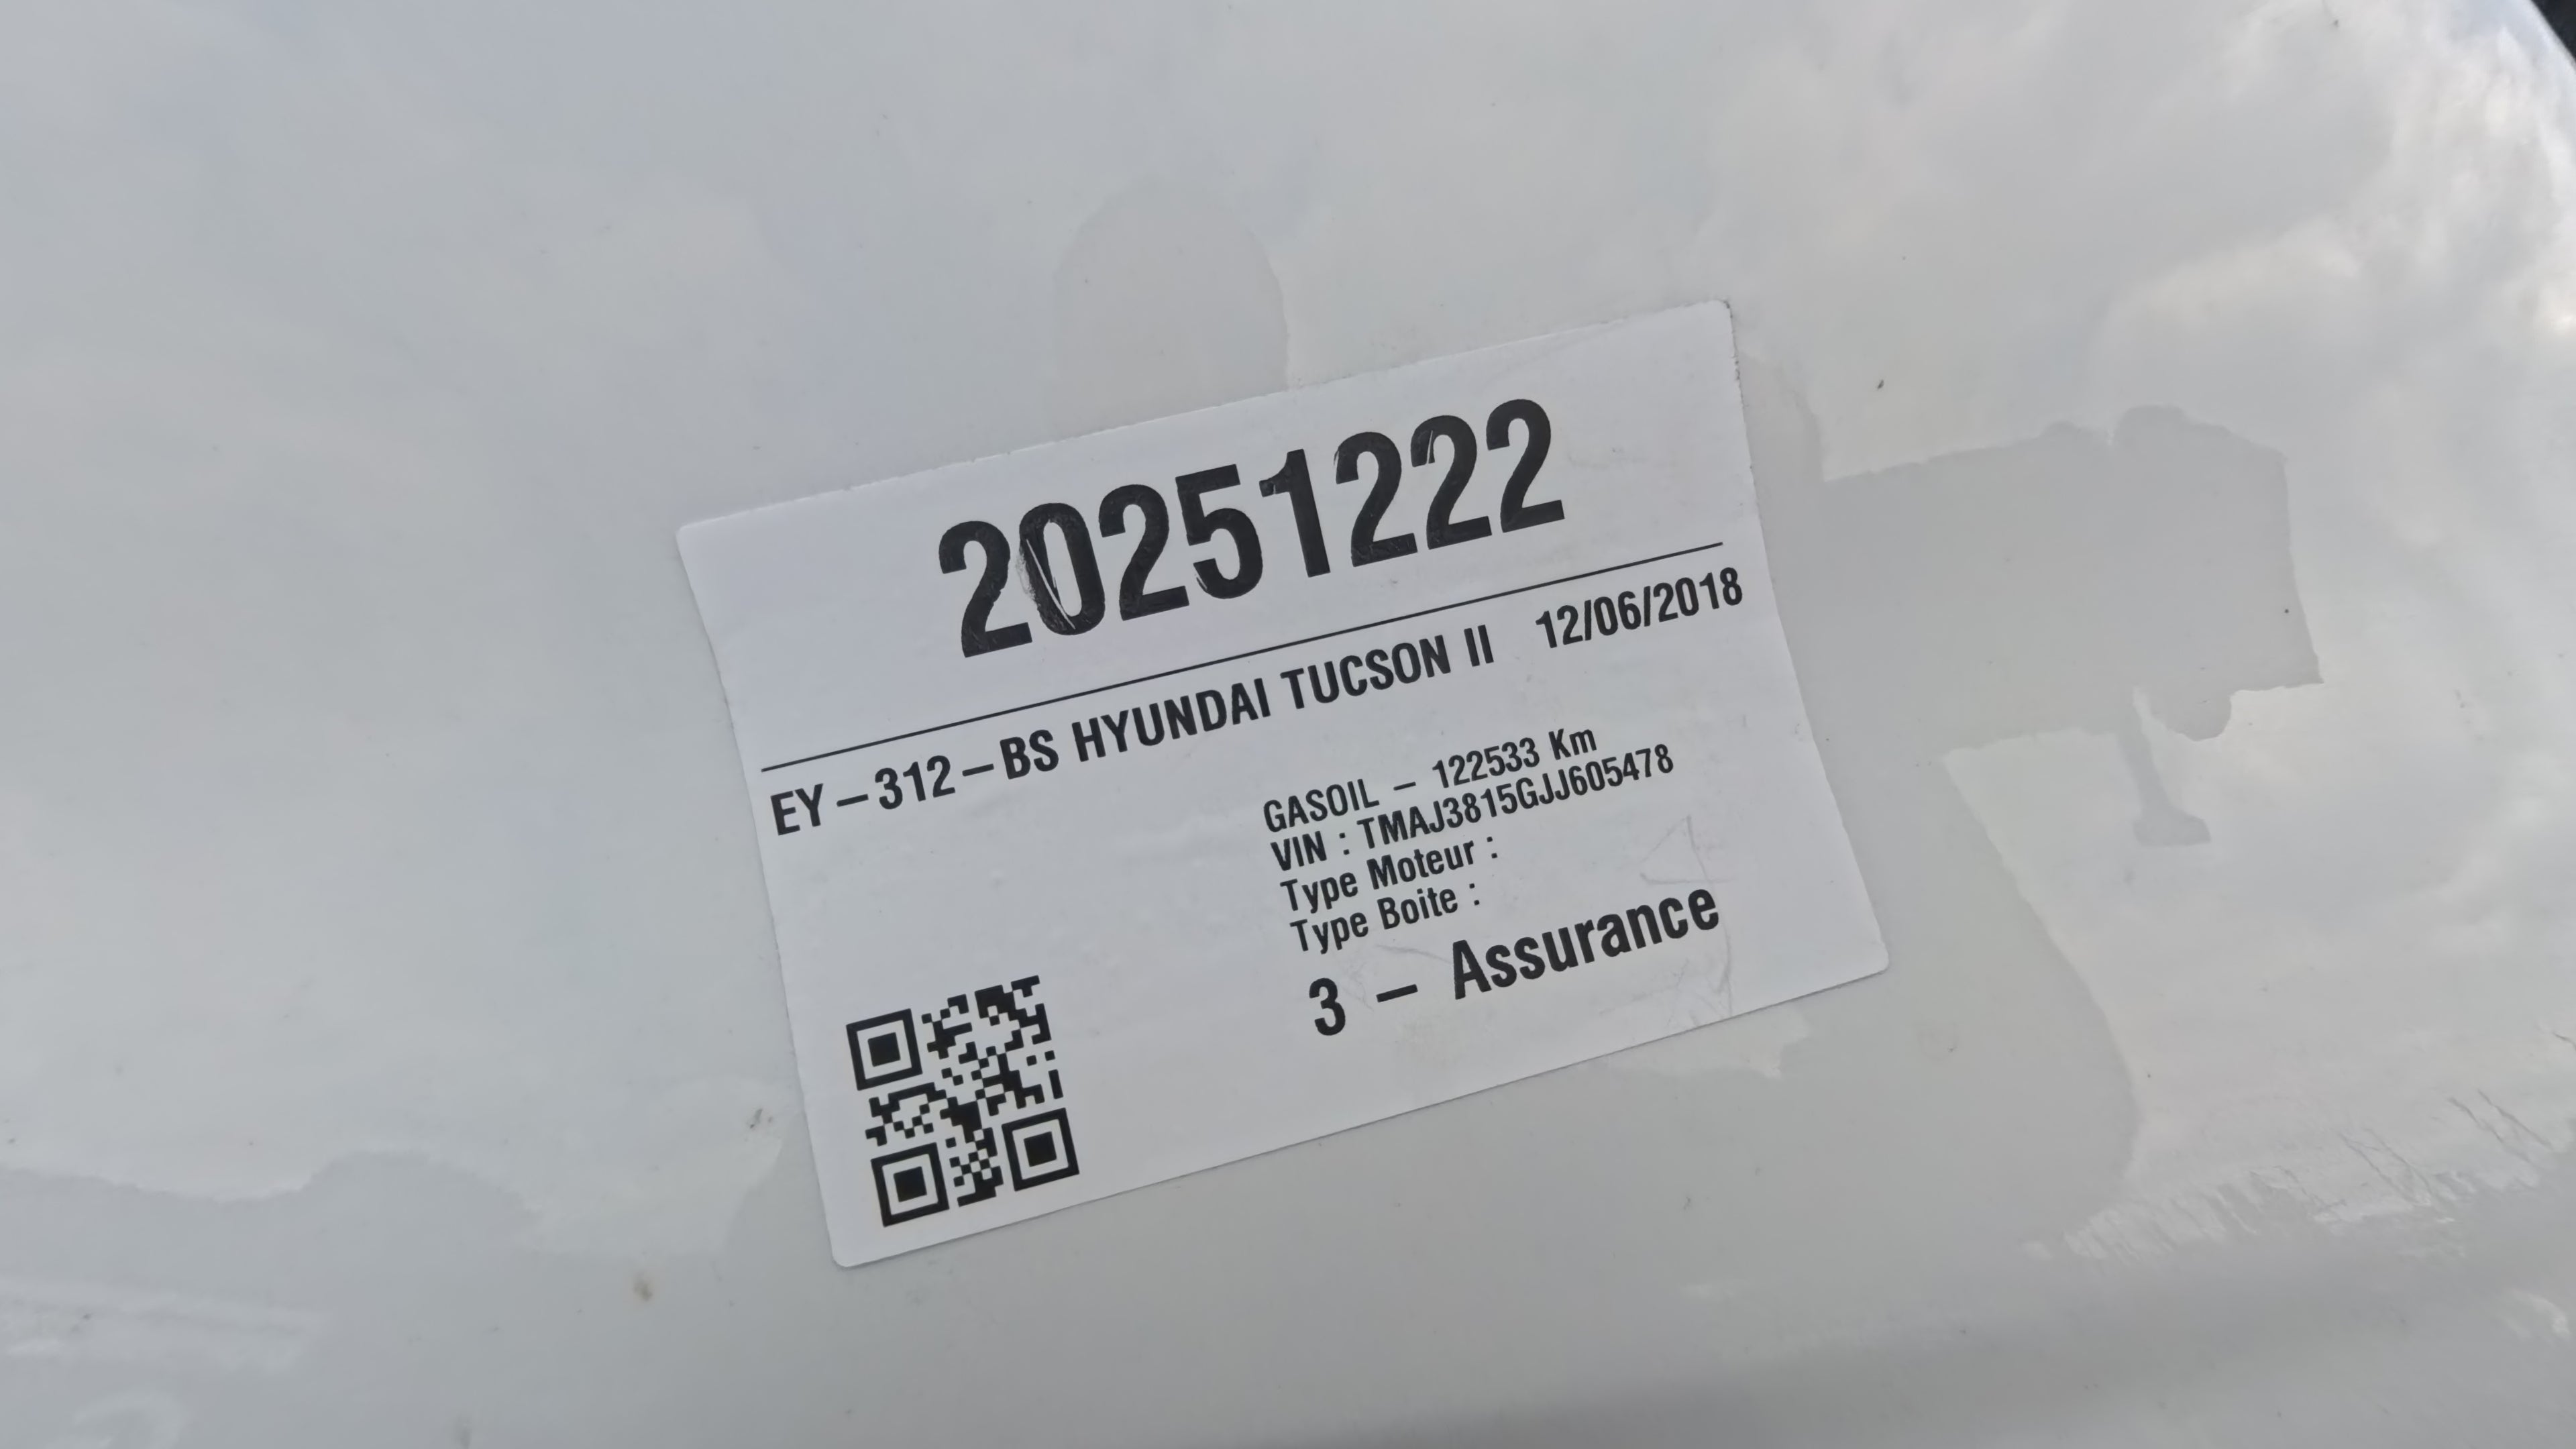 20251222
EY-312-BS HYUNDAI TUCSON II 12/06/2018
GASOIL - 122533 Km
VIN : TMAJ3815GJJ605478
Type Moteur :
Type Boite :
3 - Assurance